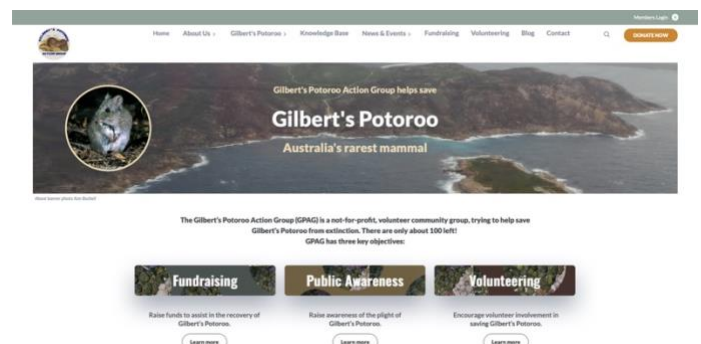 Members Login
Home About Us Gilbert's Potoroo Knowledge Base News & Events Fundraising Volunteering Blog Contact
DONATE NOW
Gilbert's Potoroo Action Group helps save
Gilbert's Potoroo
Australia's rarest mammal
The Gilbert's Potoroo Action Group (GPAG) is a not-for-profit, volunteer community group, trying to help save
Gilbert's Potoroo from extinction. There are only about 100 left!
GPAG has three key objectives:
Fundraising Public Awareness Volunteering
Raise funds to assist in the recovery of
Gilbert's Potoroo.
Raise awareness of the plight of
Gilbert's Potoroo.
Encourage volunteer involvement in
saving Gilbert's Potoroo.
Learn more Learn more Learn more